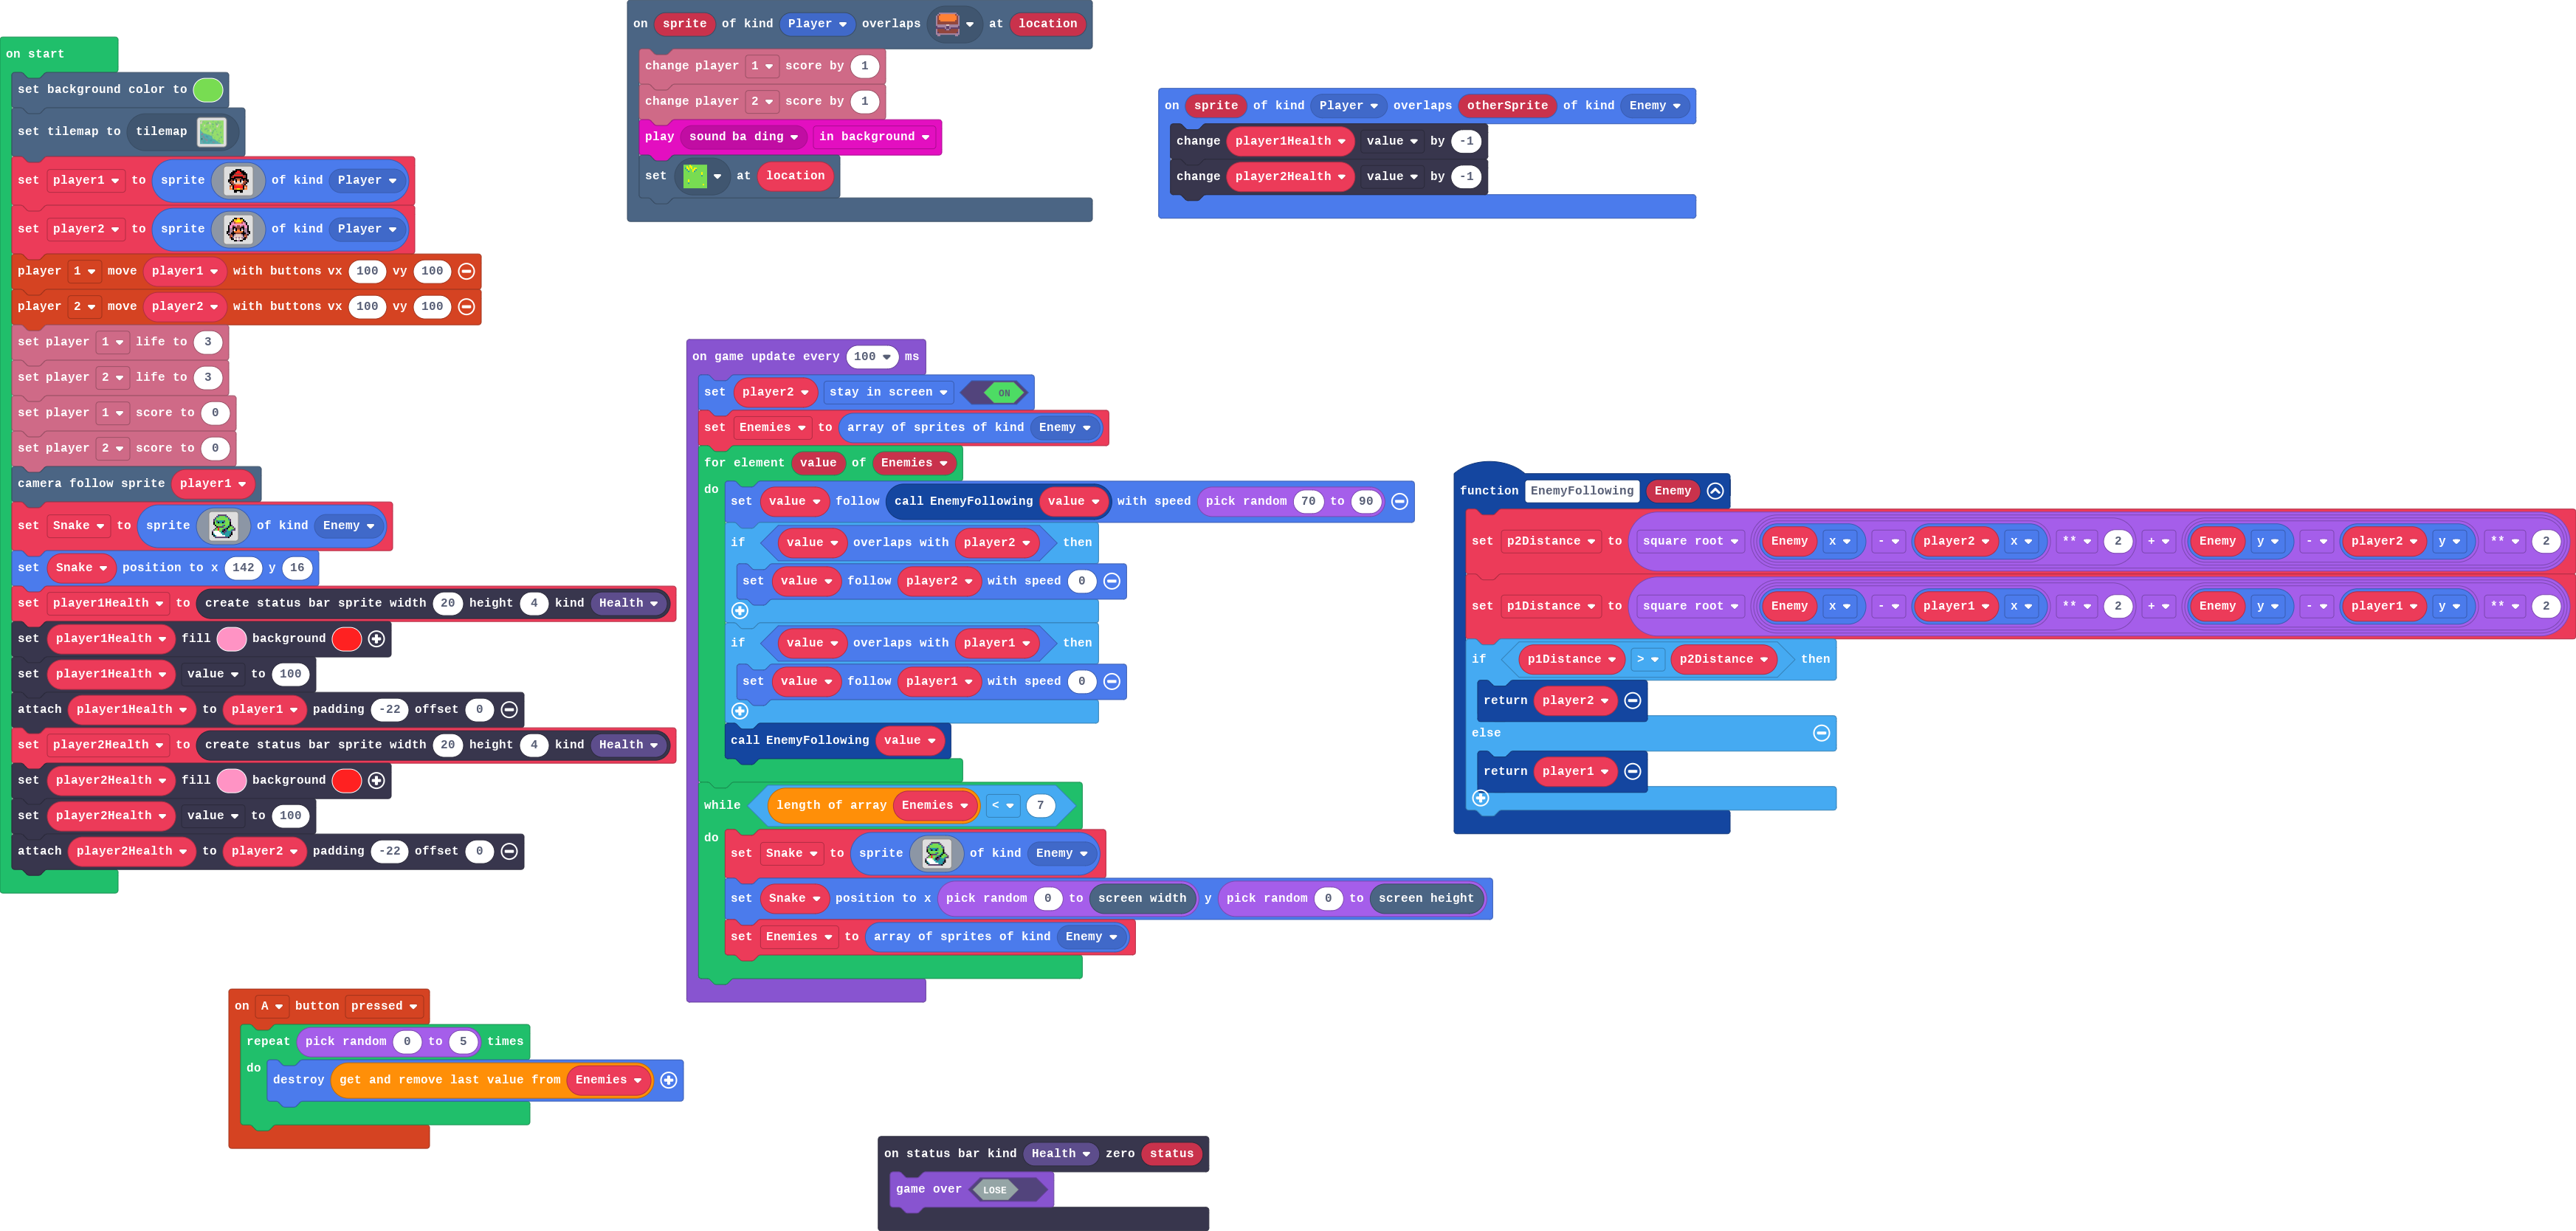 on start
set background color to
set tilemap to tilemap
set player1 to sprite of kind Player
set player2 to sprite of kind Player
player 1 move player1 with buttons vx 100 vy 100
player 2 move player2 with buttons vx 100 vy 100
set player 1 life to 3
set player 2 life to 3
set player 1 score to 0
set player 2 score to 0
camera follow sprite player1
set Snake to sprite of kind Enemy
set Snake position to x 142 y 16
set player1Health to create status bar sprite width 20 height 4 kind Health
set player1Health fill background
set player1Health value to 100
attach player1Health to player1 padding -22 offset 0
set player2Health to create status bar sprite width 20 height 4 kind Health
set player2Health fill background
set player2Health value to 100
attach player2Health to player2 padding -22 offset 0
on sprite of kind Player overlaps at location
change player 1 score by 1
change player 2 score by 1
play sound ba ding in background
set at location
on sprite of kind Player overlaps otherSprite of kind Enemy
change player1Health value by -1
change player2Health value by -1
on game update every 100 ms
set player2 stay in screen ON
set Enemies to array of sprites of kind Enemy
for element value of Enemies
do
set value follow call EnemyFollowing value with speed pick random 70 to 90
if value overlaps with player2 then
set value follow player2 with speed 0
if value overlaps with player1 then
set value follow player1 with speed 0
call EnemyFollowing value
while length of array Enemies < 7
do
set Snake to sprite of kind Enemy
set Snake position to x pick random 0 to screen width y pick random 0 to screen height
set Enemies to array of sprites of kind Enemy
function EnemyFollowing Enemy
set p2Distance to square root Enemy x - player2 x ** 2 + Enemy y - player2 y ** 2
set p1Distance to square root Enemy x - player1 x ** 2 + Enemy y - player1 y ** 2
if p1Distance > p2Distance then
return player2
else
return player1
on A button pressed
repeat pick random 0 to 5 times
do
destroy get and remove last value from Enemies
on status bar kind Health zero status
game over LOSE